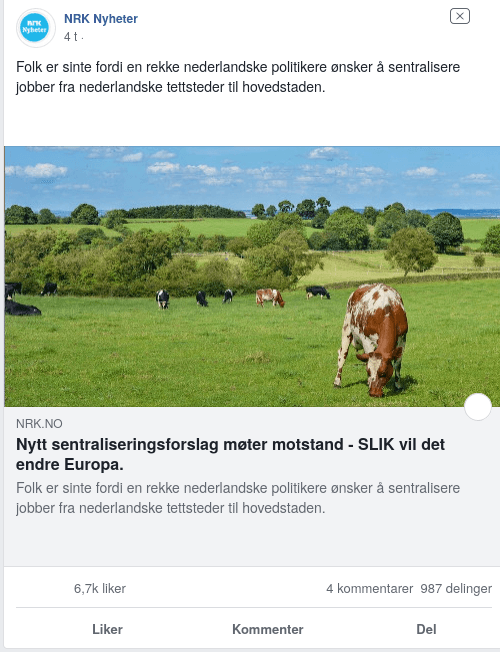 NRK
Nyheter
NRK Nyheter
4 t ·
Folk er sinte fordi en rekke nederlandske politikere ønsker å sentralisere
jobber fra nederlandske tettsteder til hovedstaden.
NRK.NO
Nytt sentraliseringsforslag møter motstand - SLIK vil det
endre Europa.
Folk er sinte fordi en rekke nederlandske politikere ønsker å sentralisere
jobber fra nederlandske tettsteder til hovedstaden.
6,7k liker
4 kommentarer 987 delinger
Liker
Kommenter
Del